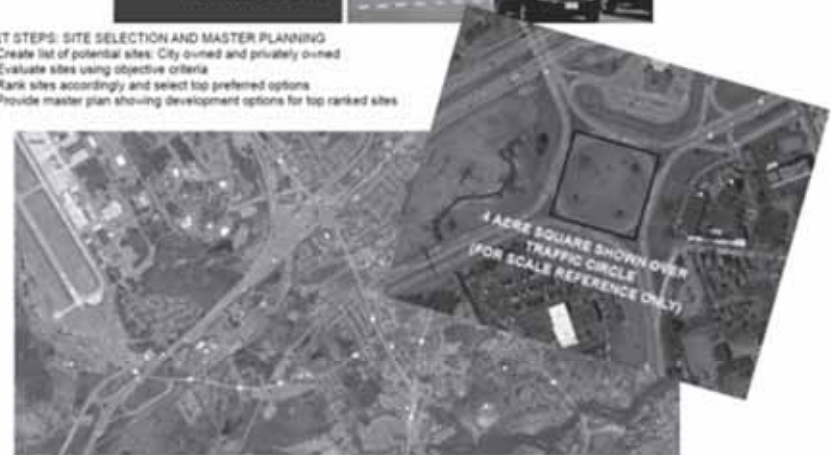 T STEPS: SITE SELECTION AND MASTER PLANNING
Create list of potential sites: City owned and privately owned
Evaluate sites using objective criteria
Rank sites accordingly and select top preferred options
Provide master plan showing development options for top ranked sites
4 ACRE SQUARE SHOWN OVER
TRAFFIC CIRCLE
(FOR SCALE REFERENCE ONLY)